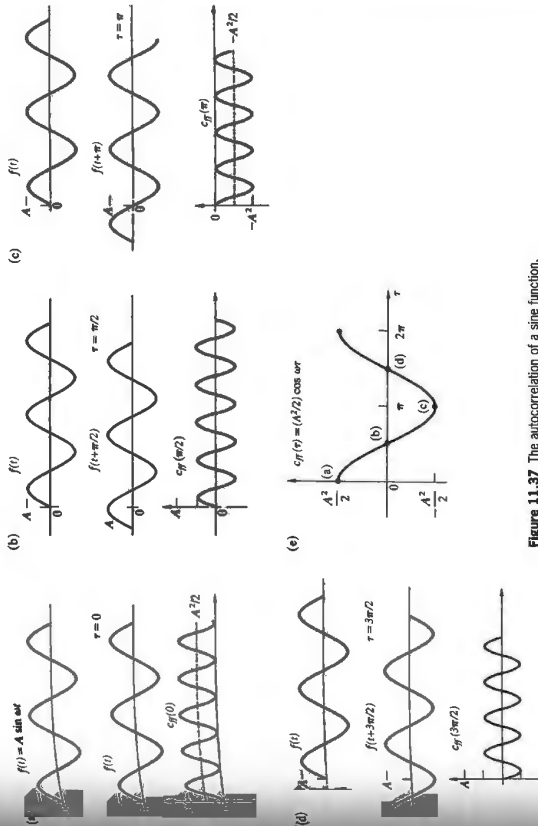 (a)
f(t) = A sin ωt
τ = 0
f(t)
c_ff(0)
A²/2
(b)
f(t)
A
0
f(t+π/2)
τ = π/2
A
0
c_ff(π/2)
A
0
(c)
f(t)
A
0
f(t+π)
τ = π
A
0
c_ff(π)
0
−A²/2
−A²
(d)
f(t)
A
f(t+3π/2)
τ = 3π/2
A
c_ff(3π/2)
A
0
(e)
c_ff(τ) = (A²/2) cos ωτ
A²/2
(a)
(b)
(d)
0
π
2π
τ
(c)
−A²/2
Figure 11.37 The autocorrelation of a sine function.